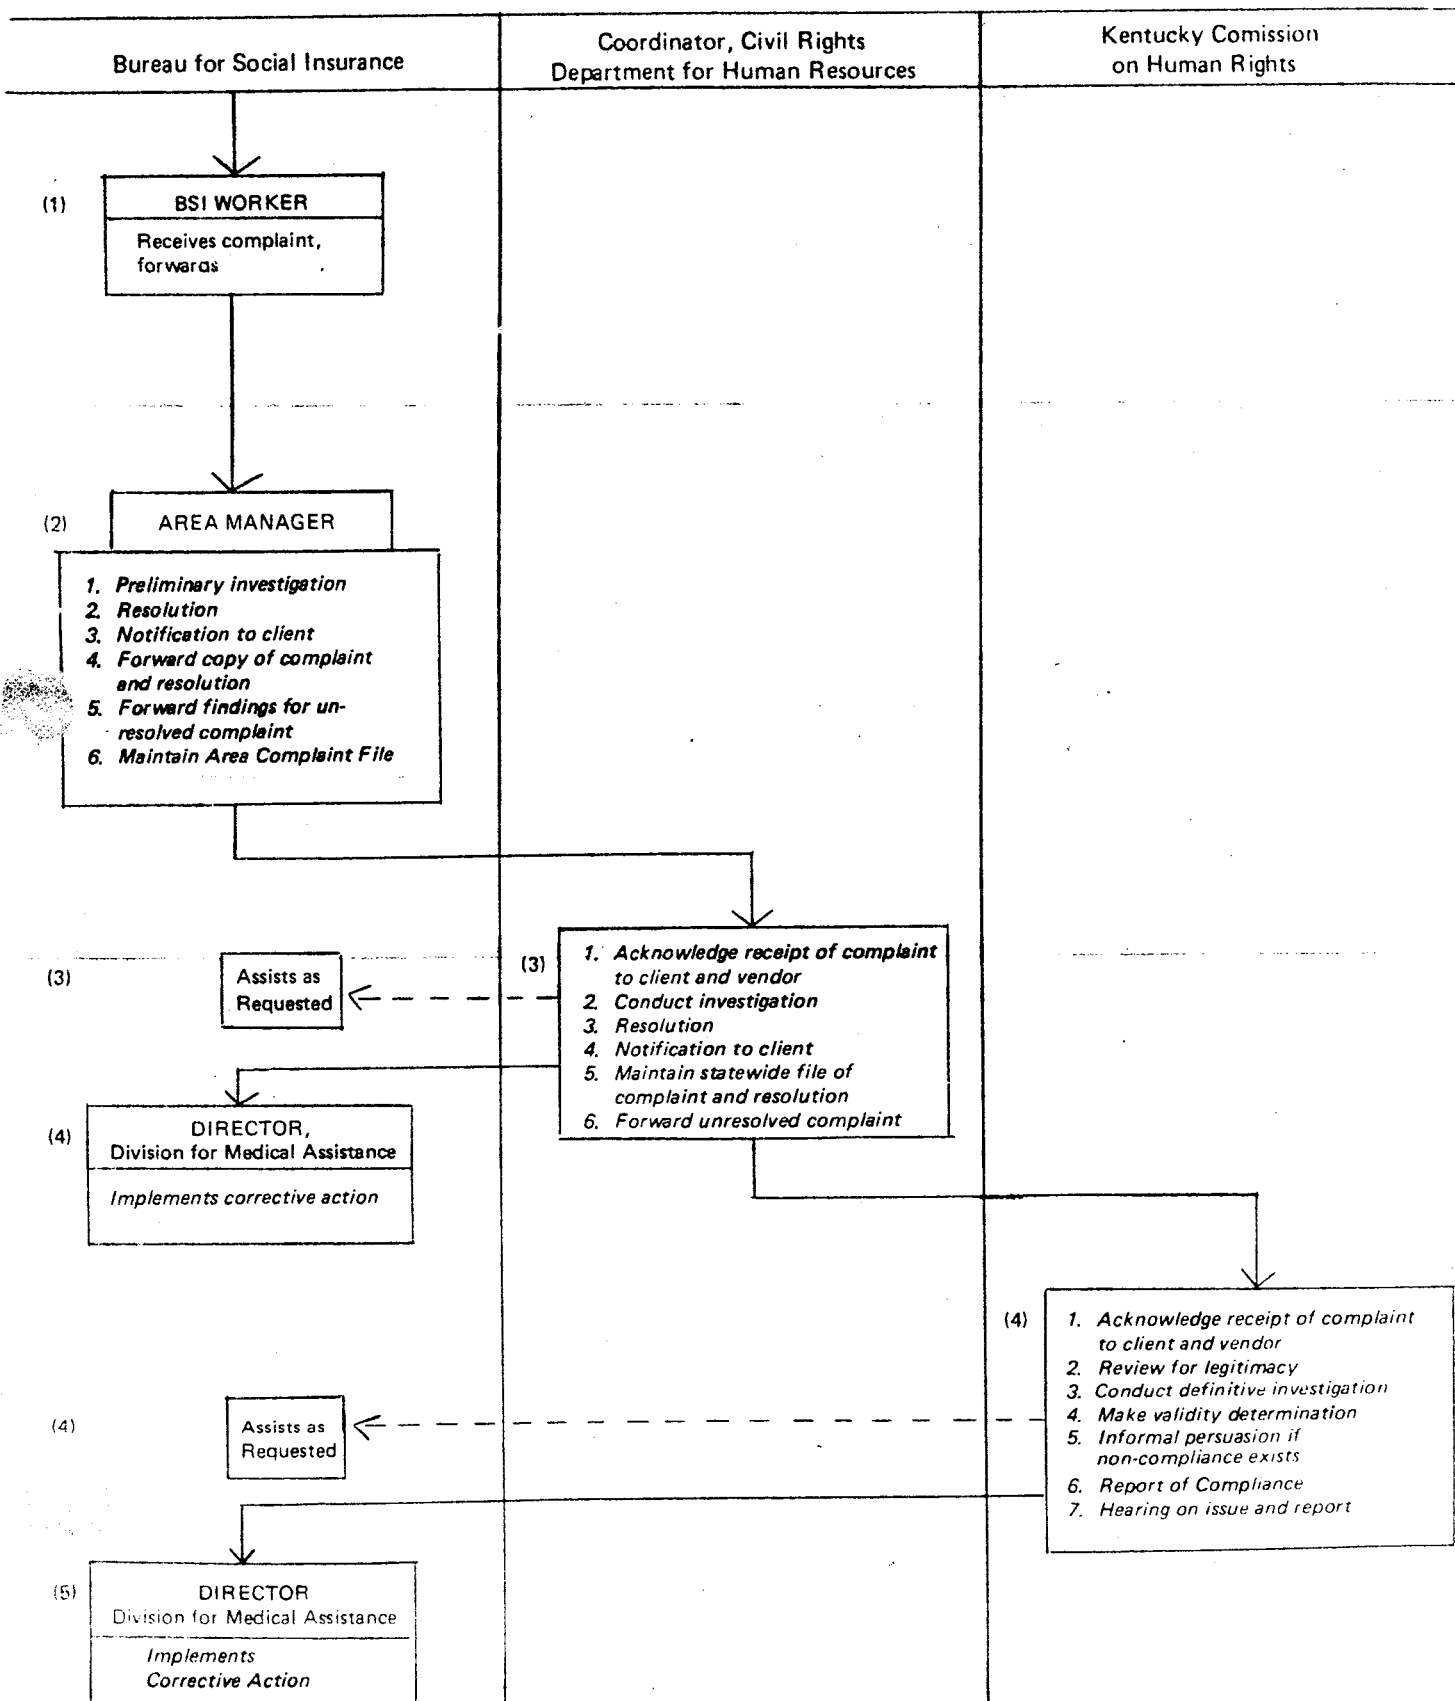 Bureau for Social Insurance
Coordinator, Civil Rights
Department for Human Resources
Kentucky Comission
on Human Rights
(1)
BSI WORKER
Receives complaint,
forwards
(2)
AREA MANAGER
1. Preliminary investigation
2. Resolution
3. Notification to client
4. Forward copy of complaint
and resolution
5. Forward findings for un-
resolved complaint
6. Maintain Area Complaint File
(3)
Assists as
Requested
(3)
1. Acknowledge receipt of complaint
to client and vendor
2. Conduct investigation
3. Resolution
4. Notification to client
5. Maintain statewide file of
complaint and resolution
6. Forward unresolved complaint
(4)
DIRECTOR,
Division for Medical Assistance
Implements corrective action
(4)
1. Acknowledge receipt of complaint
to client and vendor
2. Review for legitimacy
3. Conduct definitive investigation
4. Make validity determination
5. Informal persuasion if
non-compliance exists
6. Report of Compliance
7. Hearing on issue and report
(4)
Assists as
Requested
(5)
DIRECTOR
Division for Medical Assistance
Implements
Corrective Action